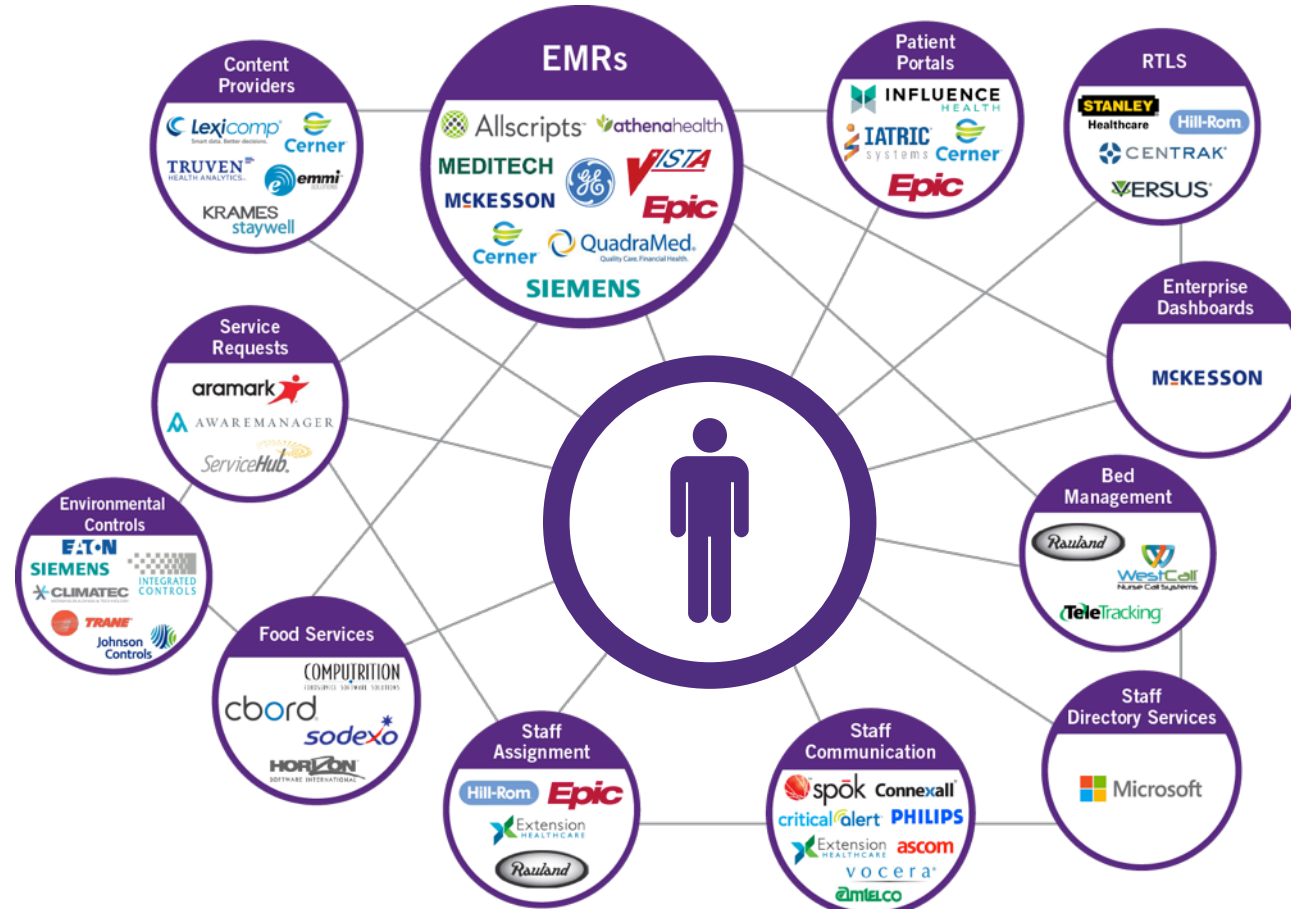 Content
Providers
Lexicomp®
Smart data. Better decisions.
Cerner
TRUVEN
HEALTH ANALYTICS
emmi
SOLUTIONS
KRAMES
staywell
EMRs
Allscripts
athenahealth
MEDITECH
GE
VISTA
MCKESSON
Epic
Cerner
QuadraMed®
Quality Care. Financial Health.
SIEMENS
Patient
Portals
INFLUENCE
HEALTH
IATRIC
systems
Cerner
Epic
RTLS
STANLEY
Healthcare
Hill-Rom
CENTRAK®
VERSUS®
Enterprise
Dashboards
MCKESSON
Service
Requests
aramark
AWAREMANAGER
ServiceHub®
Bed
Management
Rauland
WestCall
Nurse Call Systems
TeleTracking
Environmental
Controls
EATON
SIEMENS
INTEGRATED
CONTROLS
CLIMATEC
TRANE
Johnson
Controls
Food Services
COMPUTRITION
cbord®
sodexo
HORIZON
SOFTWARE INTERNATIONAL
Staff
Assignment
Hill-Rom
Epic
Extension
HEALTHCARE
Rauland
Staff
Communication
spōk
Connexall®
critical alert
PHILIPS
Extension
HEALTHCARE
ascom
vocera
amtelco
Staff
Directory Services
Microsoft